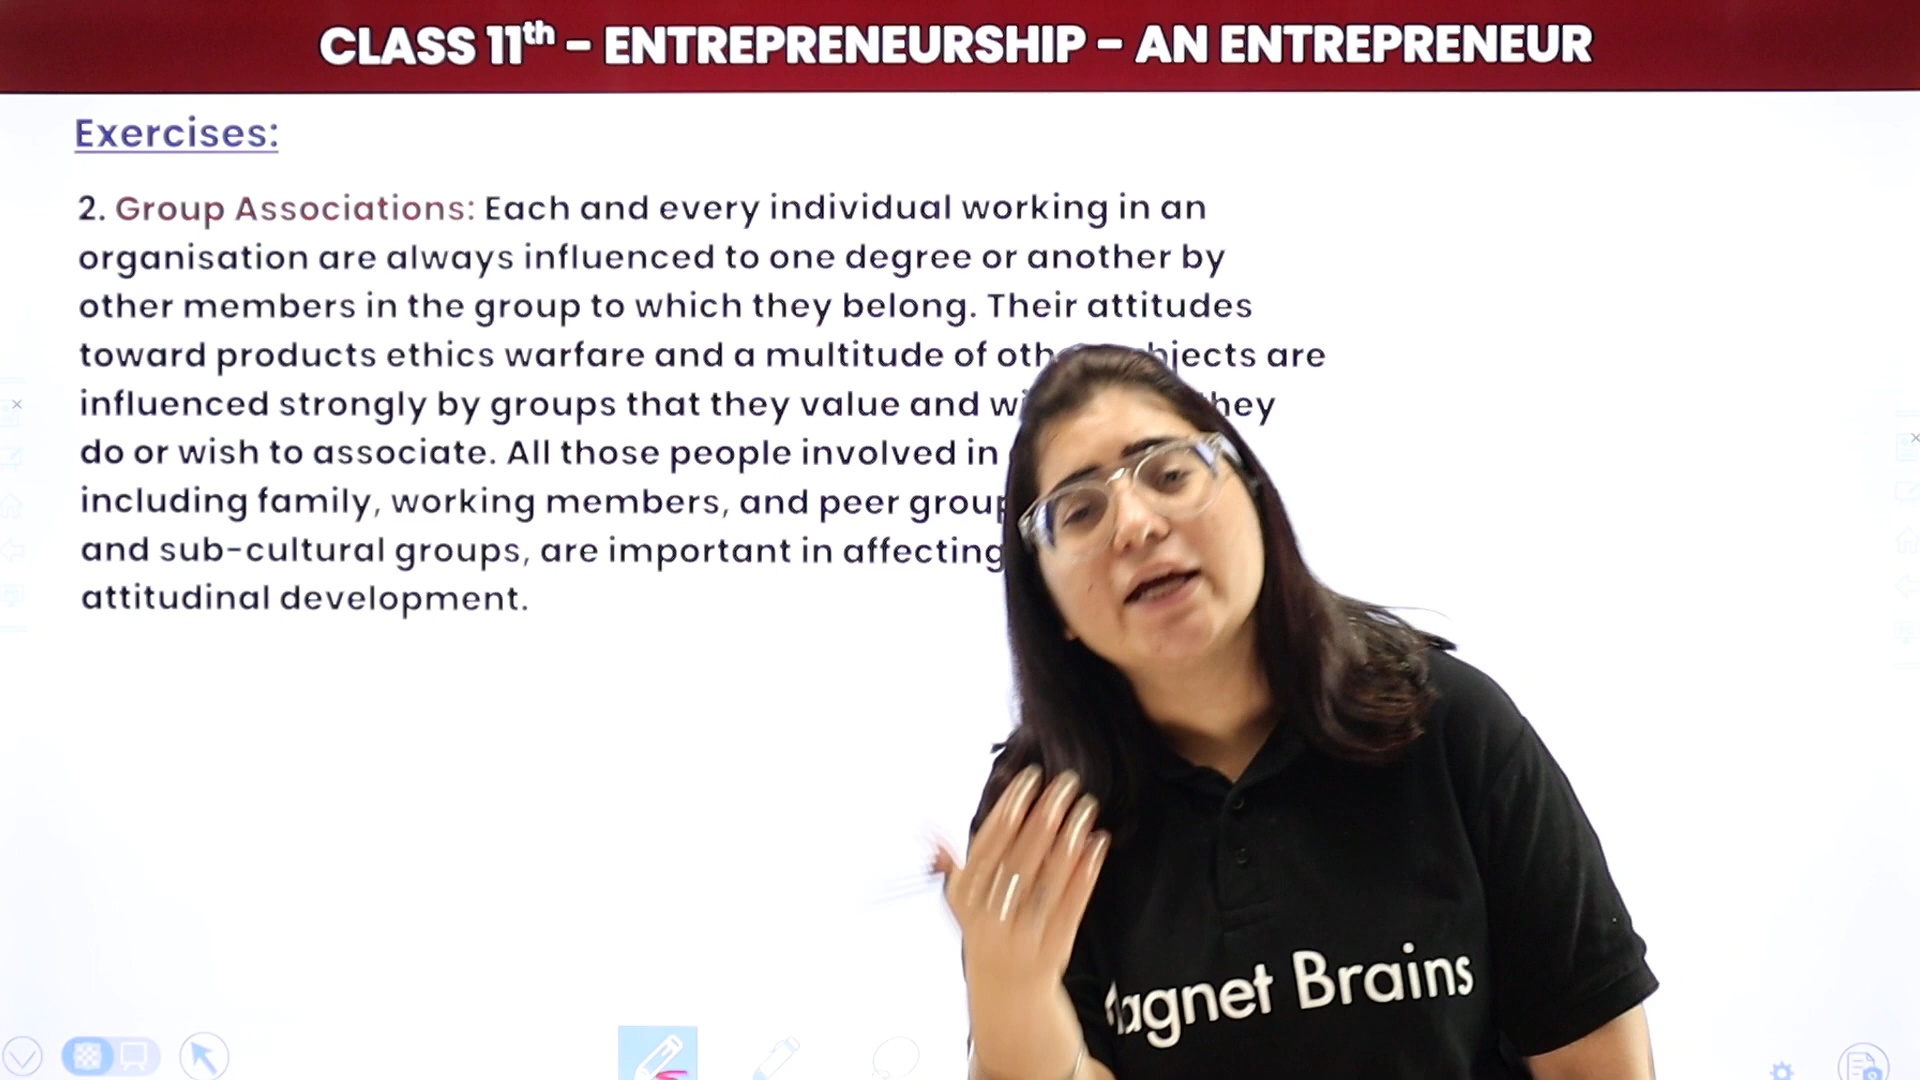 CLASS 11th – ENTREPRENEURSHIP – AN ENTREPRENEUR
Exercises:
2. Group Associations: Each and every individual working in an
organisation are always influenced to one degree or another by
other members in the group to which they belong. Their attitudes
toward products ethics warfare and a multitude of are
influenced strongly by groups that they value and they
do or wish to associate. All those people involved in
including family, working members, and peer
and sub-cultural groups, are important in affecting
attitudinal development.
Brains